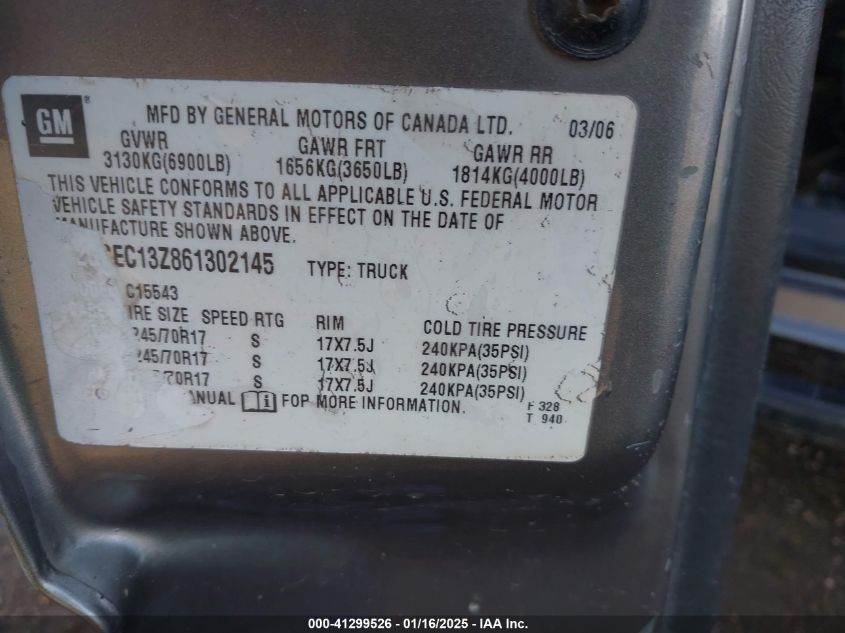 GM
MFD BY GENERAL MOTORS OF CANADA LTD. 03/06
GVWR GAWR FRT GAWR RR
3130KG(6900LB) 1656KG(3650LB) 1814KG(4000LB)
THIS VEHICLE CONFORMS TO ALL APPLICABLE U.S. FEDERAL MOTOR
VEHICLE SAFETY STANDARDS IN EFFECT ON THE DATE OF
MANUFACTURE SHOWN ABOVE.
EC13Z861302145 TYPE: TRUCK
C15543
IRE SIZE SPEED RTG RIM COLD TIRE PRESSURE
245/70R17 S 17X7.5J 240KPA(35PSI)
245/70R17 S 17X7.5J 240KPA(35PSI)
/70R17 S 17X7.5J 240KPA(35PSI)
ANUAL FOR MORE INFORMATION.
F 328
T 940
000-41299526 - 01/16/2025 - IAA Inc.